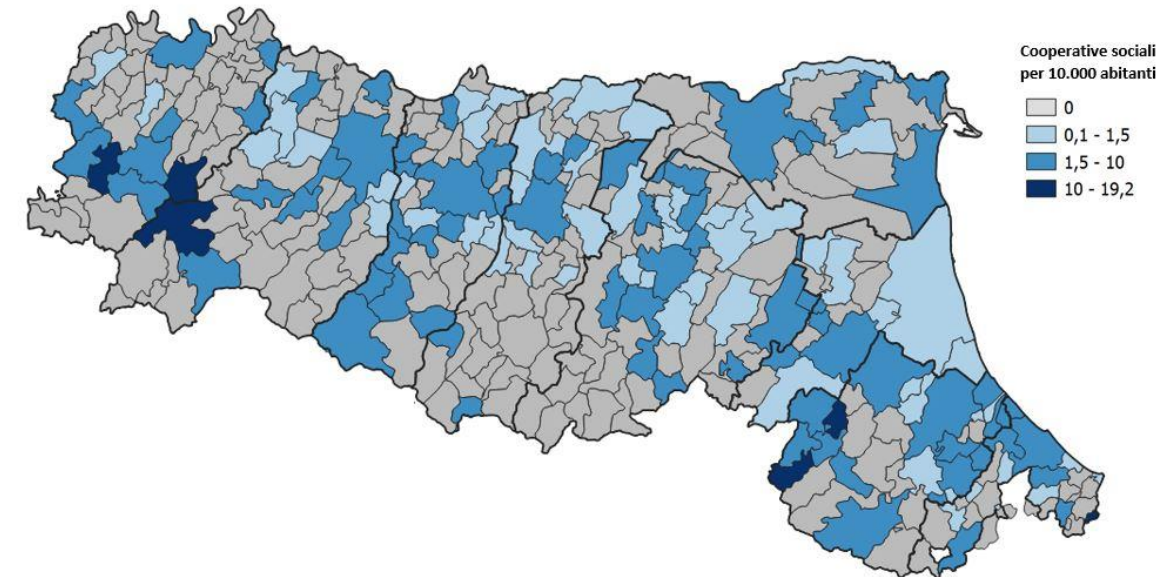 Cooperative sociali
per 10.000 abitanti
0
0,1 - 1,5
1,5 - 10
10 - 19,2